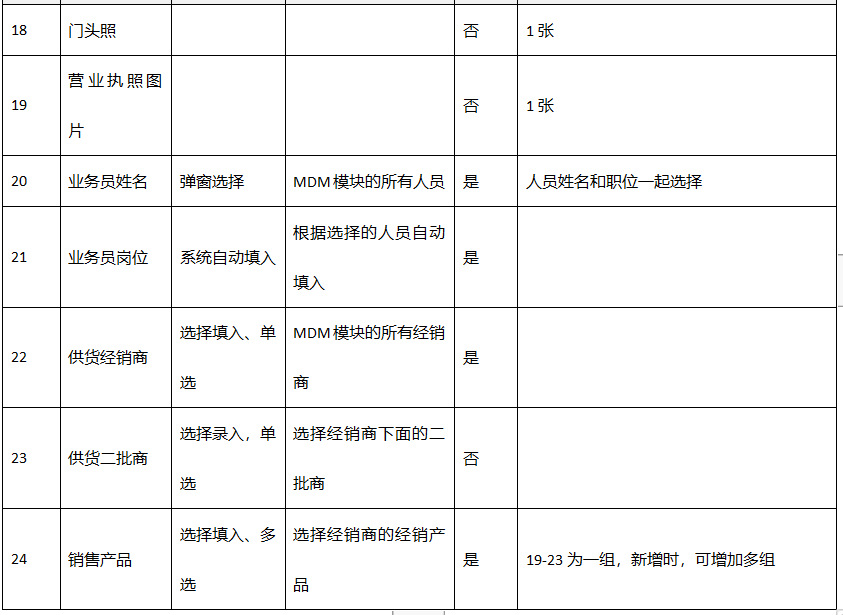 18 门头照 否 1 张
19 营业执照图片 否 1 张
20 业务员姓名 弹窗选择 MDM 模块的所有人员 是 人员姓名和职位一起选择
21 业务员岗位 系统自动填入 根据选择的人员自动填入 是
22 供货经销商 选择填入、单选 MDM 模块的所有经销商 是
23 供货二批商 选择录入，单选 选择经销商下面的二批商 否
24 销售产品 选择填入、多选 选择经销商的经销产品 是 19-23 为一组，新增时，可增加多组